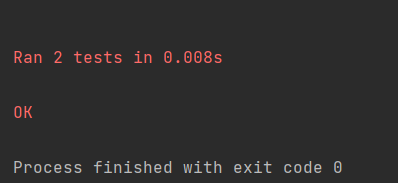 Ran 2 tests in 0.008s
OK
Process finished with exit code 0